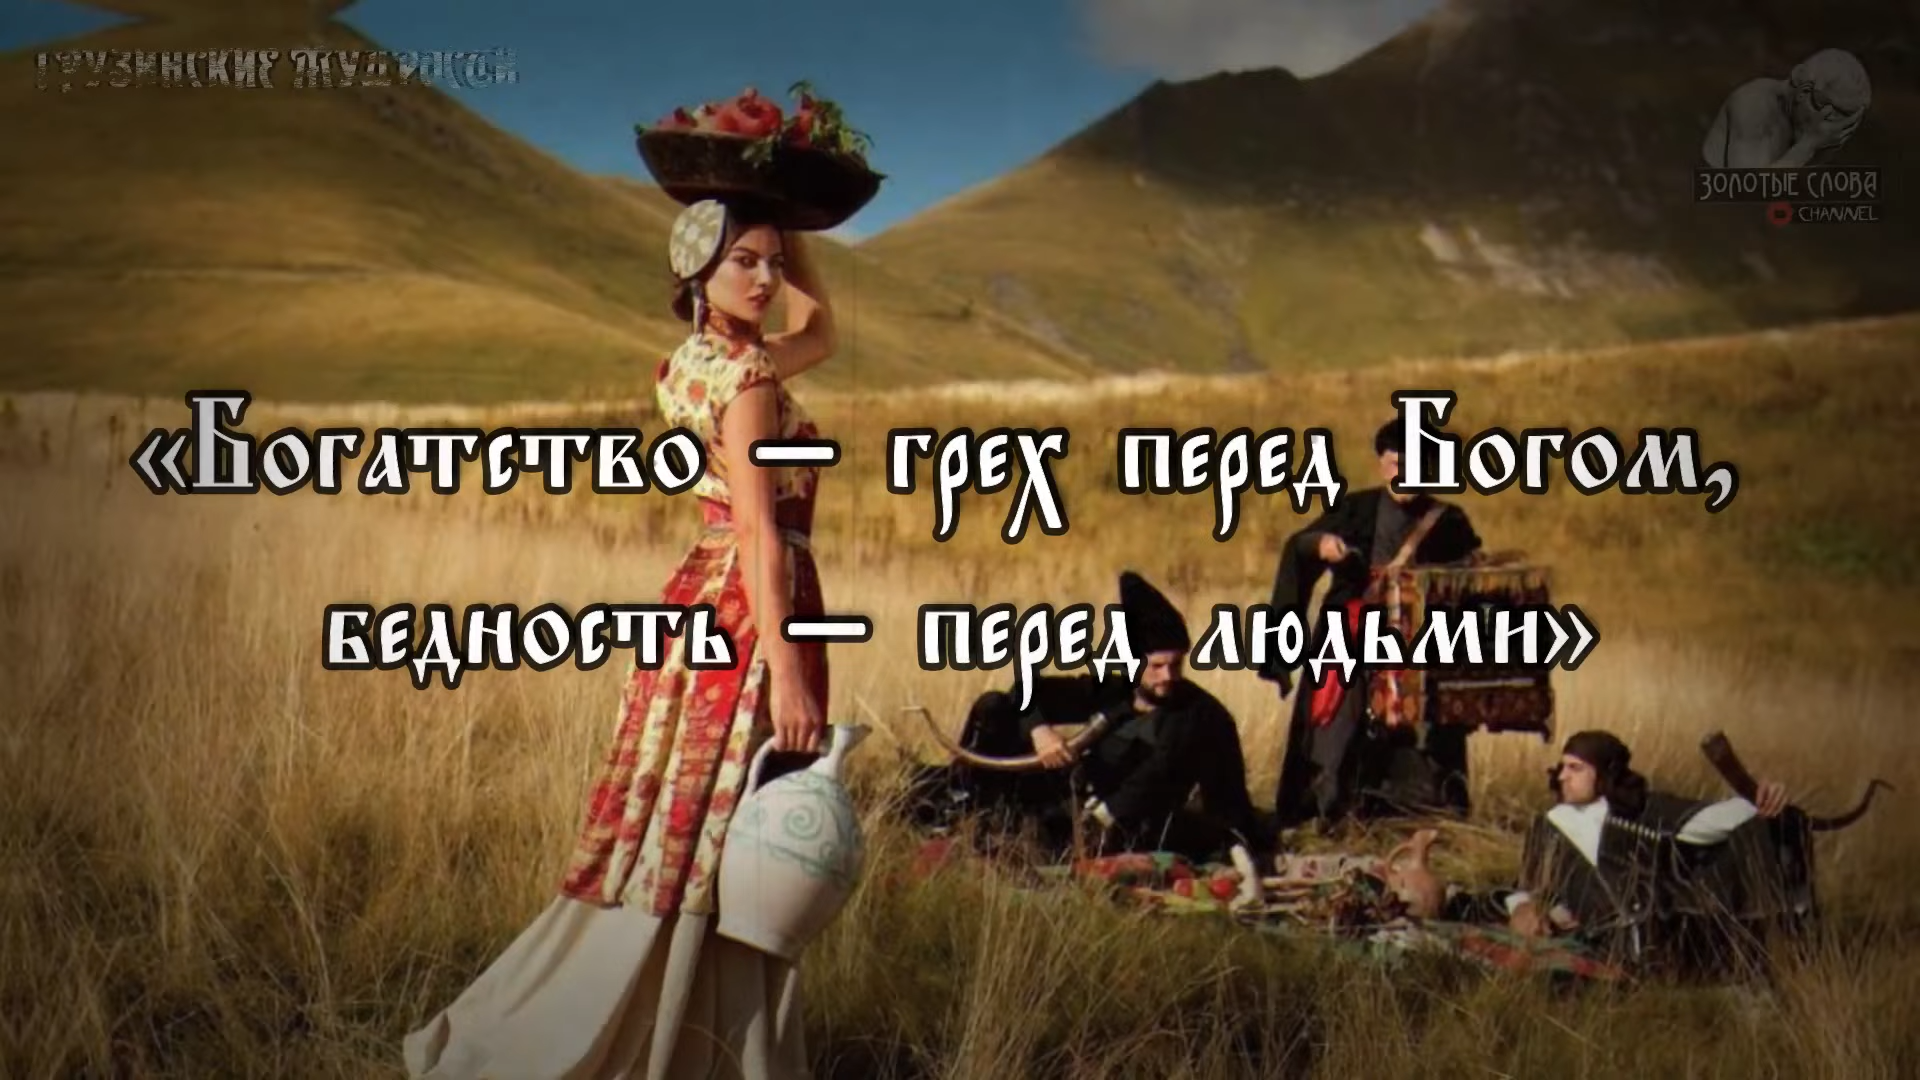 ГРУЗИНСКИЕ МУДРОСТИ
ЗОЛОТЫЕ СЛОВА
CHANNEL
«Богатство — грех перед Богом,
бедность — перед людьми»